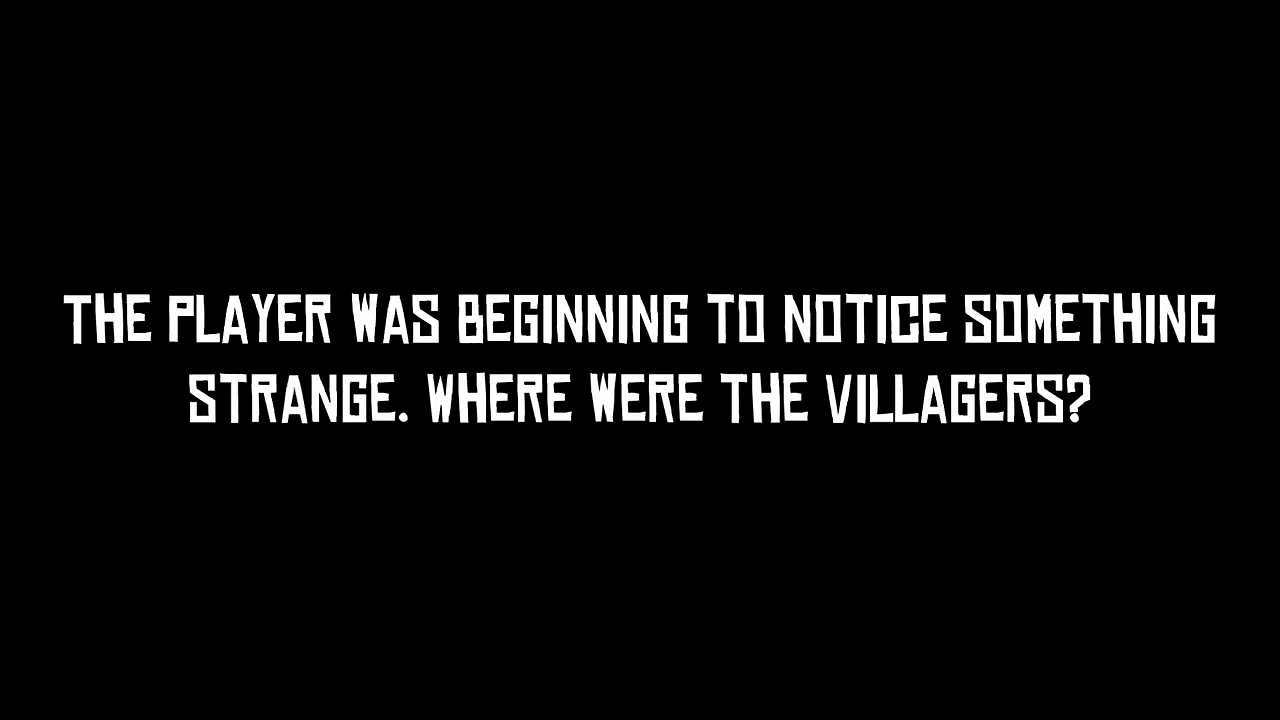 THE PLAYER WAS BEGINNING TO NOTICE SOMETHING
STRANGE. WHERE WERE THE VILLAGERS?